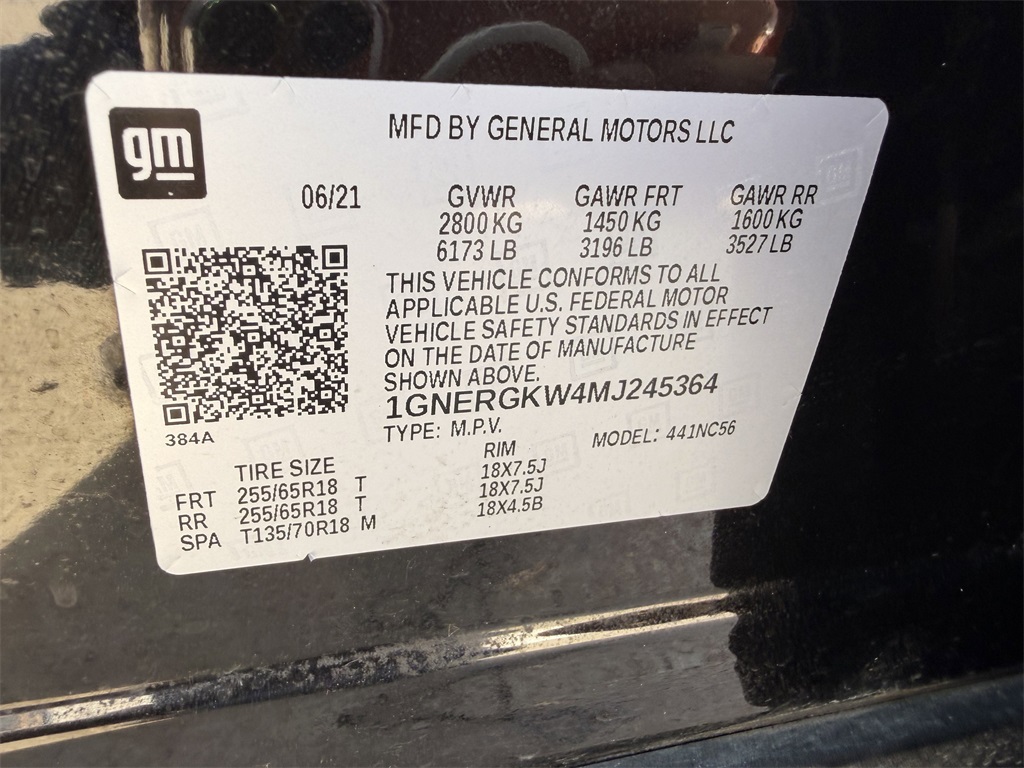 gm
MFD BY GENERAL MOTORS LLC
06/21 GVWR GAWR FRT GAWR RR
2800 KG 1450 KG 1600 KG
6173 LB 3196 LB 3527 LB
THIS VEHICLE CONFORMS TO ALL
APPLICABLE U.S. FEDERAL MOTOR
VEHICLE SAFETY STANDARDS IN EFFECT
ON THE DATE OF MANUFACTURE
SHOWN ABOVE.
1GNERGKW4MJ245364
384A
TYPE: M.P.V. MODEL: 441NC56
TIRE SIZE RIM
FRT 255/65R18 T 18X7.5J
RR 255/65R18 T 18X7.5J
SPA T135/70R18 M 18X4.5B